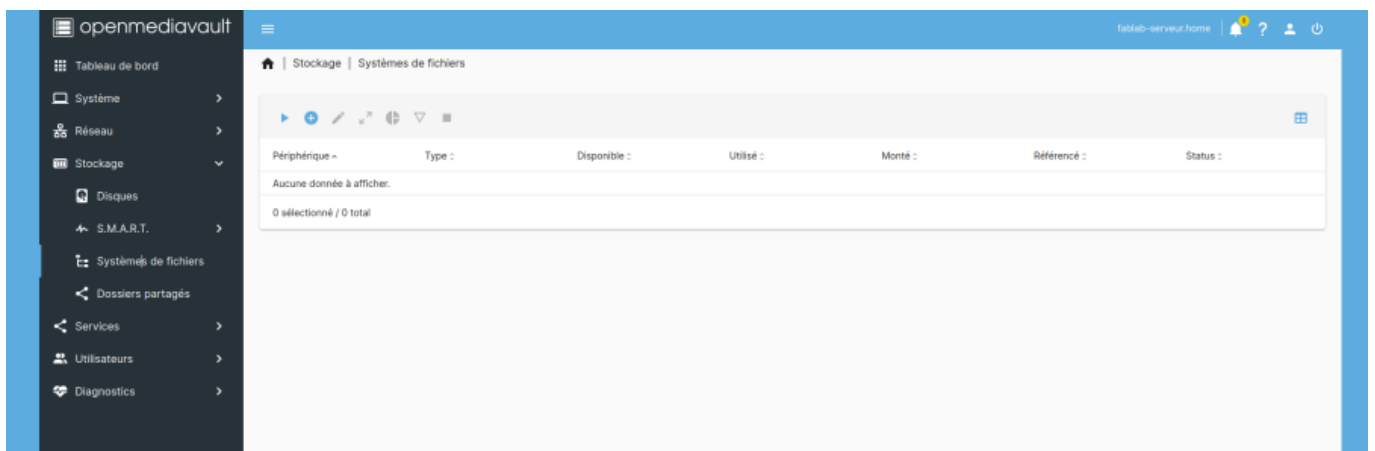 openmediavault
fablab-serveur.home
Tableau de bord
Système
Réseau
Stockage
Disques
S.M.A.R.T.
Systèmes de fichiers
Dossiers partagés
Services
Utilisateurs
Diagnostics
Stockage | Systèmes de fichiers
Périphérique Type Disponible Utilisé Monté Référencé Status
Aucune donnée à afficher.
0 sélectionné / 0 total